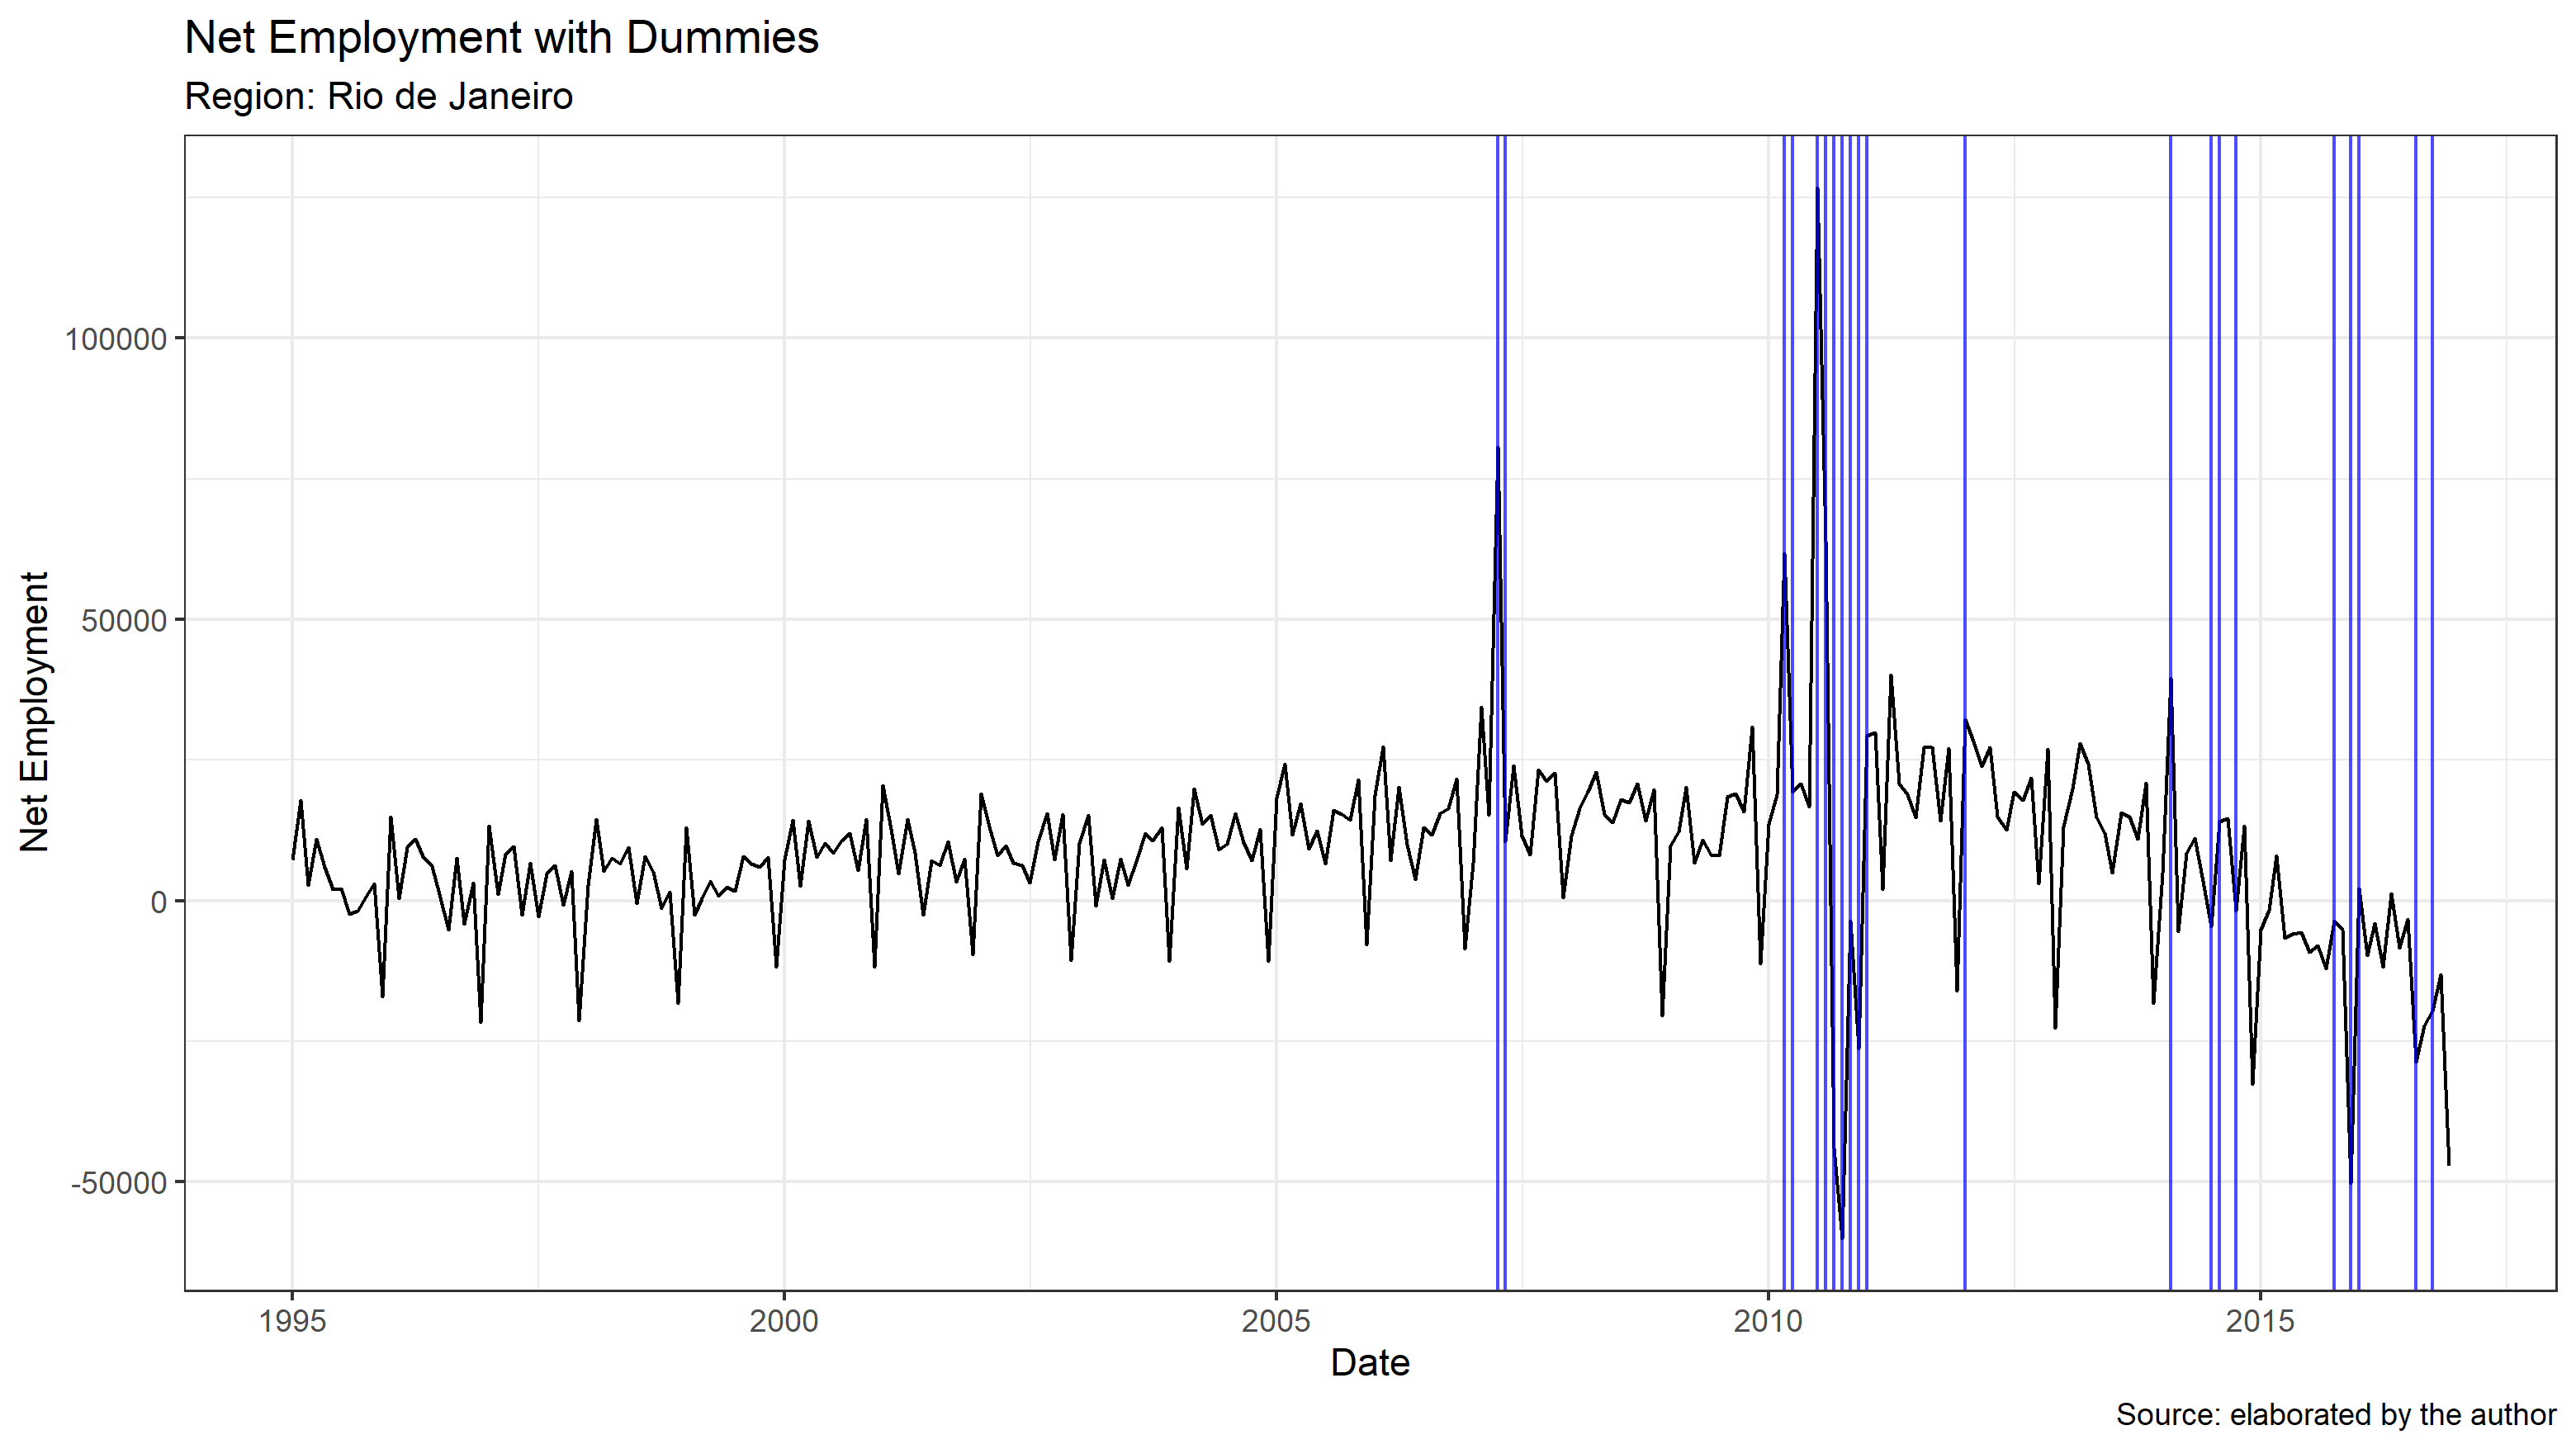 Net Employment with Dummies
Region: Rio de Janeiro
100000
50000
0
-50000
Net Employment
1995
2000
2005
2010
2015
Date
Source: elaborated by the author